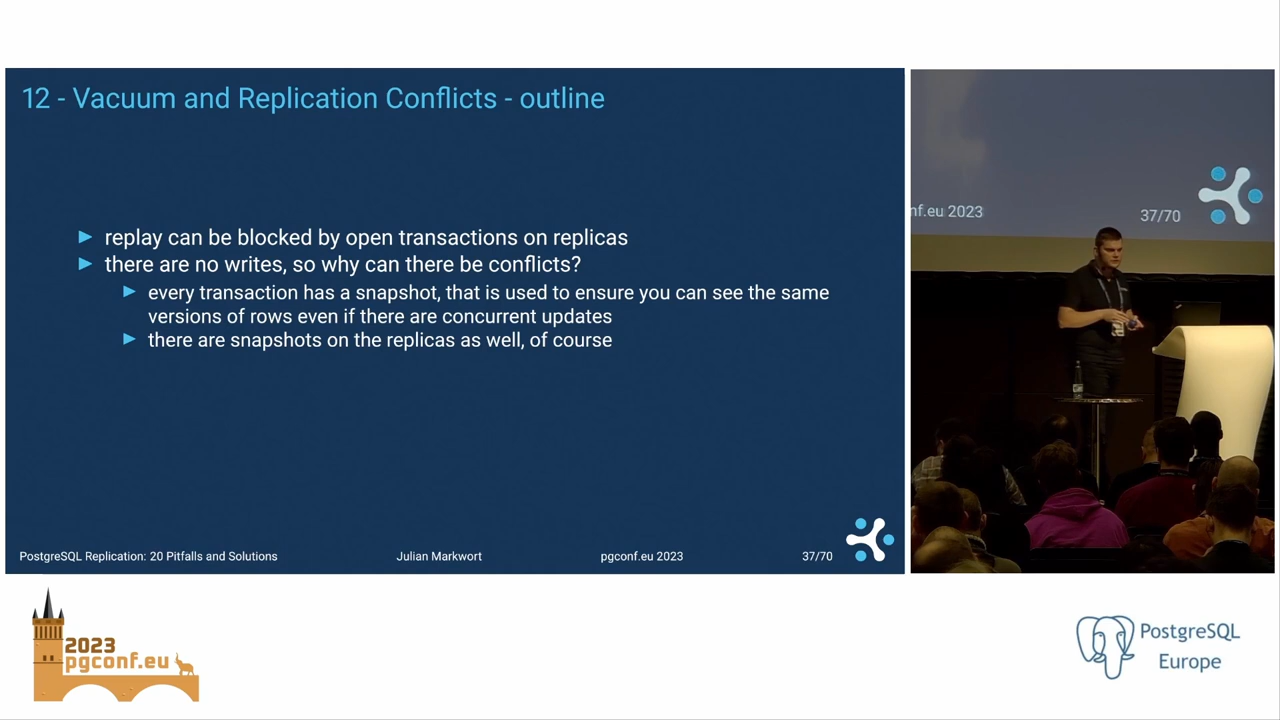 12 - Vacuum and Replication Conflicts - outline
replay can be blocked by open transactions on replicas
there are no writes, so why can there be conflicts?
every transaction has a snapshot, that is used to ensure you can see the same
versions of rows even if there are concurrent updates
there are snapshots on the replicas as well, of course
PostgreSQL Replication: 20 Pitfalls and Solutions
Julian Markwort
pgconf.eu 2023
37/70
nf.eu 2023
37/70
2023
pgconf.eu
PostgreSQL
Europe